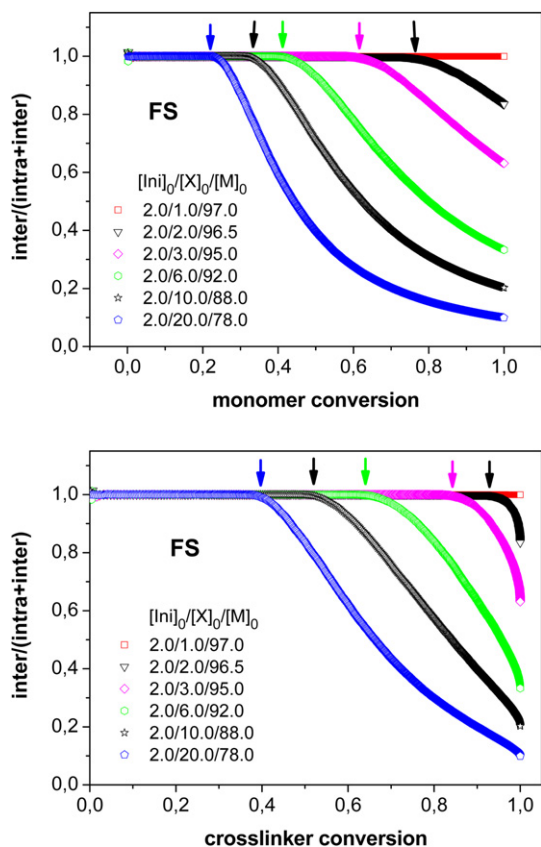 1,0
0,8
0,6
0,4
0,2
0,0
inter/(intra+inter)
FS
[Ini]0/[X]0/[M]0
2.0/1.0/97.0
2.0/2.0/96.5
2.0/3.0/95.0
2.0/6.0/92.0
2.0/10.0/88.0
2.0/20.0/78.0
0,0 0,2 0,4 0,6 0,8 1,0
monomer conversion
1,0
0,8
0,6
0,4
0,2
0,0
inter/(intra+inter)
FS
[Ini]0/[X]0/[M]0
2.0/1.0/97.0
2.0/2.0/96.5
2.0/3.0/95.0
2.0/6.0/92.0
2.0/10.0/88.0
2.0/20.0/78.0
0,0 0,2 0,4 0,6 0,8 1,0
crosslinker conversion